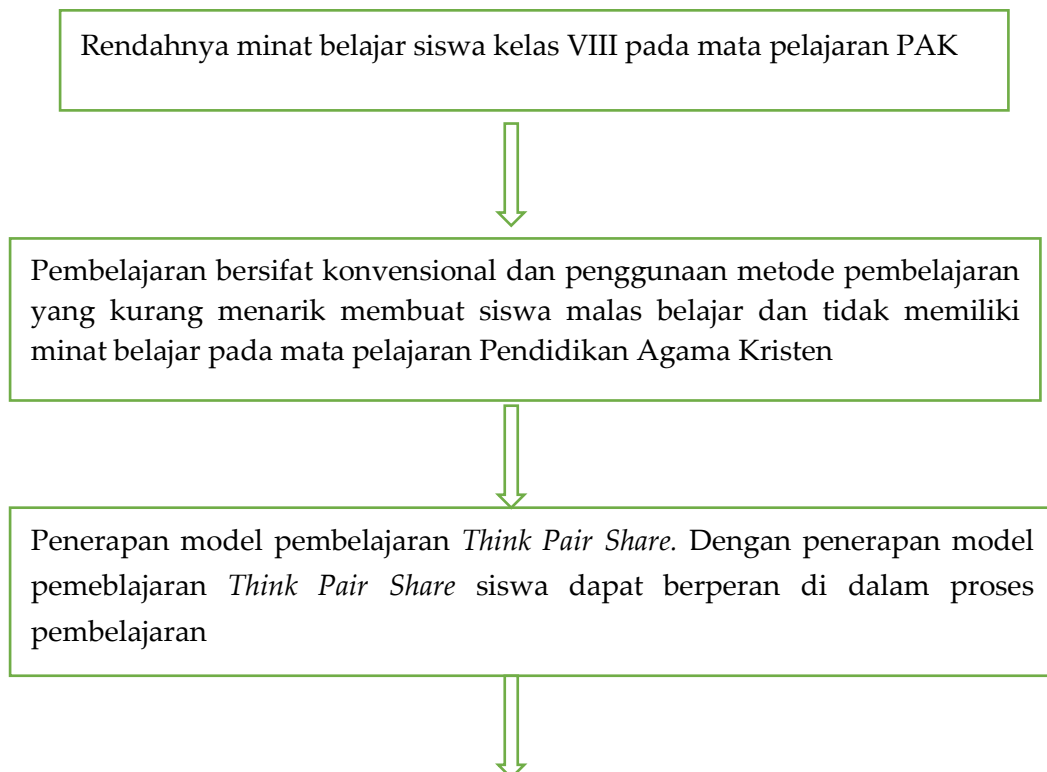 Rendahnya minat belajar siswa kelas VIII pada mata pelajaran PAK
Pembelajaran bersifat konvensional dan penggunaan metode pembelajaran
yang kurang menarik membuat siswa malas belajar dan tidak memiliki
minat belajar pada mata pelajaran Pendidikan Agama Kristen
Penerapan model pembelajaran Think Pair Share. Dengan penerapan model
pemeblajaran Think Pair Share siswa dapat berperan di dalam proses
pembelajaran